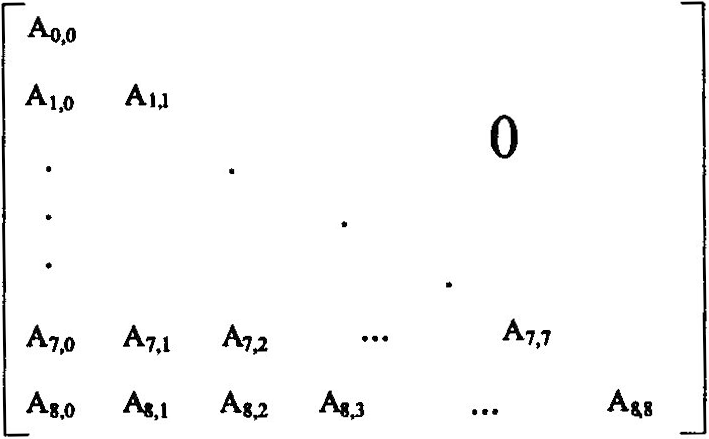 A0,0
A1,0 A1,1
0
. .
. .
. .
A7,0 A7,1 A7,2 ... A7,7
A8,0 A8,1 A8,2 A8,3 ... A8,8